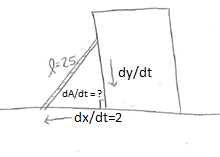 l=25
dy/dt
dA/dt = ?
dx/dt=2